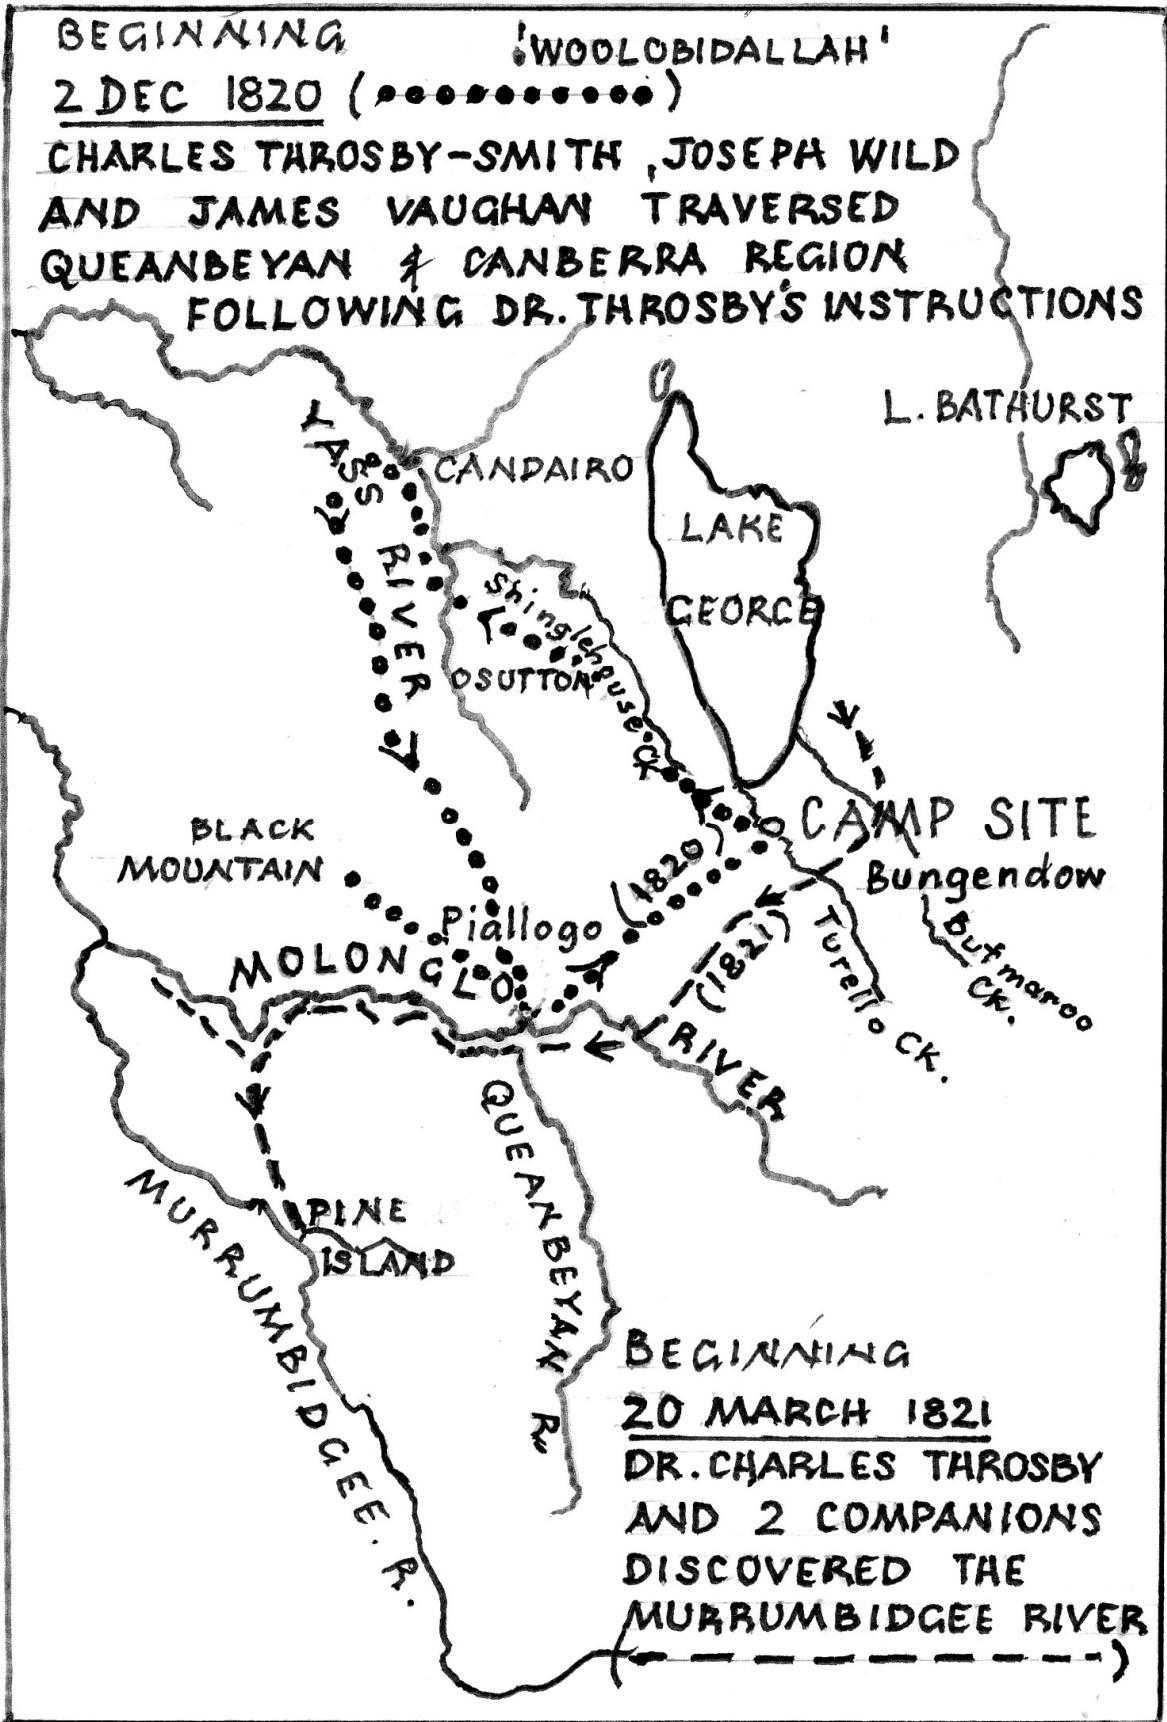 BEGINNING
'WOOLOBIDALLAH'
2 DEC 1820 (..........)
CHARLES THROSBY-SMITH, JOSEPH WILD
AND JAMES VAUGHAN TRAVERSED
QUEANBEYAN & CANBERRA REGION
FOLLOWING DR. THROSBY'S INSTRUCTIONS
L. BATHURST
YASS
RIVER
CANDAIRO
LAKE
GEORGE
Shinglehouse CK
SUTTON
CAMP SITE
BLACK
MOUNTAIN
(1820)
Bungendow
Piallogo
MOLONGLO
(1821)
RIVER
Turello CK.
Butmaroo
CK.
QUEANBEYAN R.
MURRUMBIDGEE. R.
PINE
ISLAND
BEGINNING
20 MARCH 1821
DR. CHARLES THROSBY
AND 2 COMPANIONS
DISCOVERED THE
MURRUMBIDGEE RIVER
(— — — — — — — -)